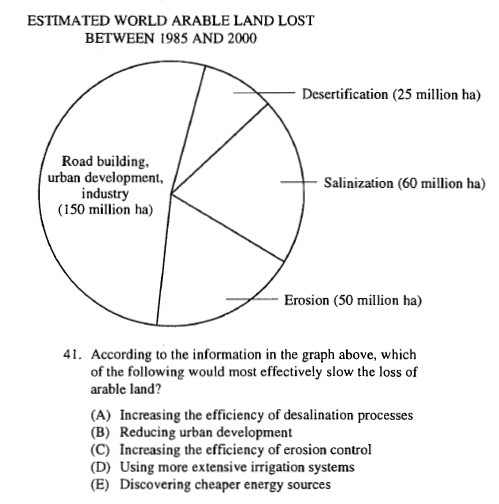 ESTIMATED WORLD ARABLE LAND LOST
BETWEEN 1985 AND 2000
Desertification (25 million ha)
Road building,
urban development,
industry
(150 million ha)
Salinization (60 million ha)
Erosion (50 million ha)
41. According to the information in the graph above, which
of the following would most effectively slow the loss of
arable land?
(A) Increasing the efficiency of desalination processes
(B) Reducing urban development
(C) Increasing the efficiency of erosion control
(D) Using more extensive irrigation systems
(E) Discovering cheaper energy sources